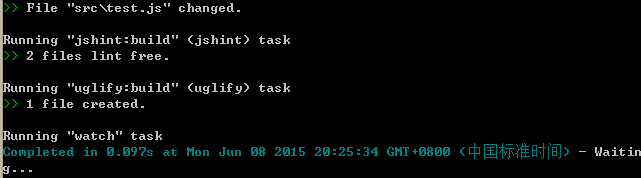 >> File "src\test.js" changed.
Running "jshint:build" (jshint) task
>> 2 files lint free.
Running "uglify:build" (uglify) task
>> 1 file created.
Running "watch" task
Completed in 0.097s at Mon Jun 08 2015 20:25:34 GMT+0800 (中国标准时间) - Waitin
g...